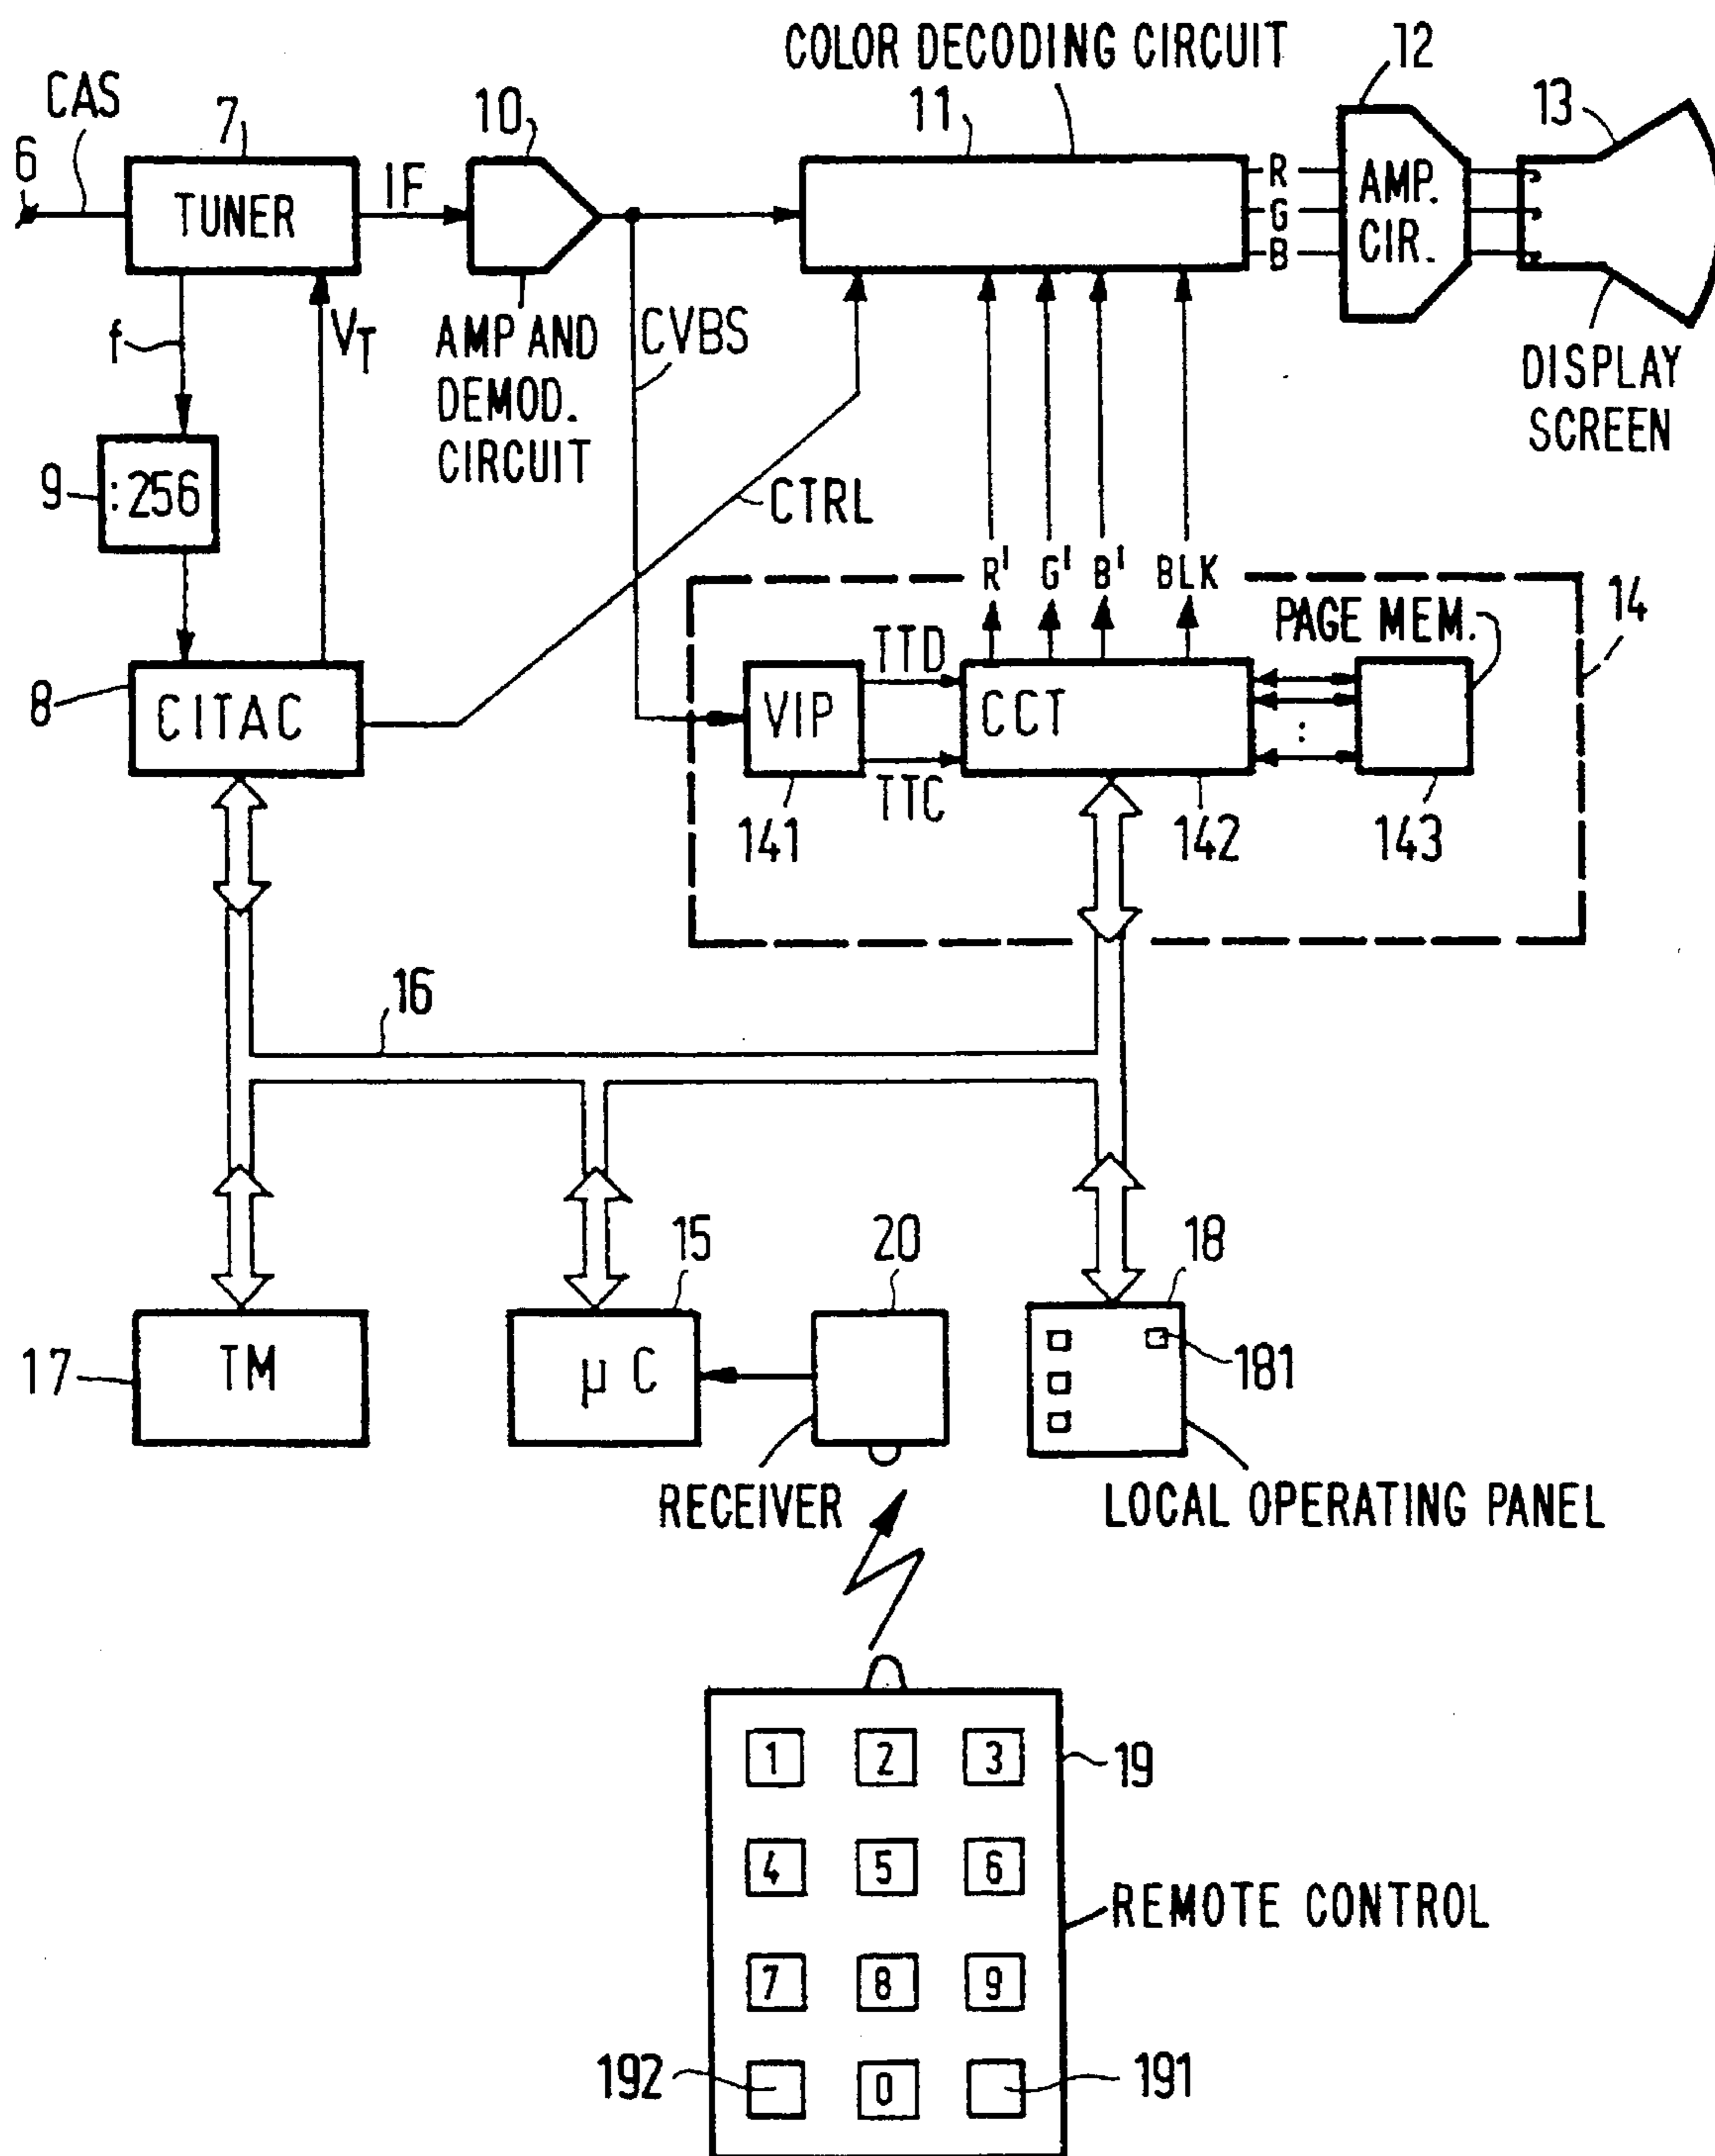 COLOR DECODING CIRCUIT
12
CAS
7
10
11
13
6
TUNER
IF
R
G
B
AMP.
CIR.
f
VT
AMP AND
DEMOD.
CIRCUIT
CVBS
DISPLAY
SCREEN
9
:256
CTRL
R'
G'
B'
BLK
14
PAGE MEM.
TTD
8
CITAC
VIP
CCT
:
TTC
141
142
143
16
15
20
18
17
TM
μC
181
RECEIVER
LOCAL OPERATING PANEL
1
2
3
19
4
5
6
REMOTE CONTROL
7
8
9
192
0
191